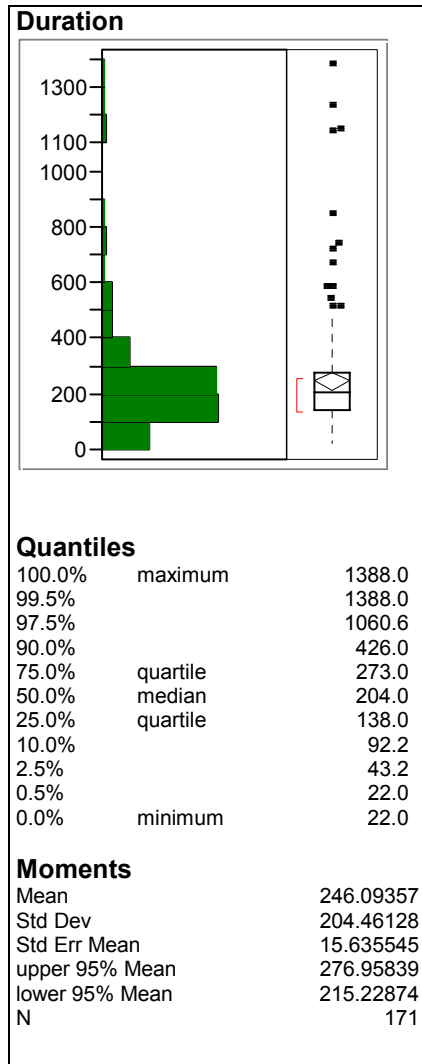 Duration
1300
1100
1000
800
600
400
200
0
Quantiles
100.0% maximum 1388.0
99.5% 1388.0
97.5% 1060.6
90.0% 426.0
75.0% quartile 273.0
50.0% median 204.0
25.0% quartile 138.0
10.0% 92.2
2.5% 43.2
0.5% 22.0
0.0% minimum 22.0
Moments
Mean 246.09357
Std Dev 204.46128
Std Err Mean 15.635545
upper 95% Mean 276.95839
lower 95% Mean 215.22874
N 171